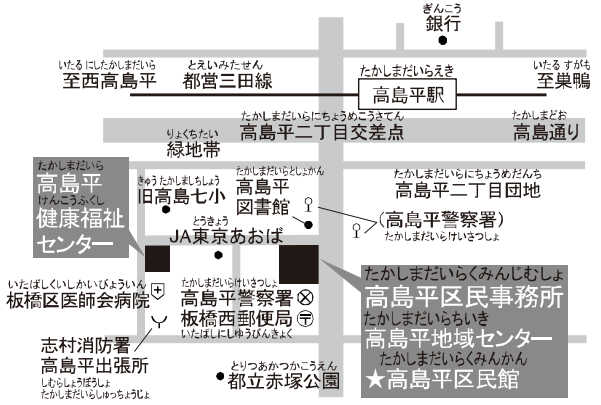 ぎんこう
銀行
いたる にしたかしまだいら
至西高島平
とえいみたせん
都営三田線
たかしまだいらえき
高島平駅
いたる すがも
至巣鴨
たかしまだいらにちょうめこうさてん
高島平二丁目交差点
たかしまどお
高島通り
りょくちたい
緑地帯
たかしまだいら
高島平
けんこうふくし
健康福祉
センター
きゅう たかしましちしょう
旧高島七小
たかしまだいらとしょかん
高島平
図書館
たかしまだいらにちょうめだんち
高島平二丁目団地
(高島平警察署)
たかしまだいらけいさつしょ
とうきょう
JA東京あおば
いたばしくいしかいびょういん
板橋区医師会病院
たかしまだいらけいさつしょ
高島平警察署
板橋西郵便局
いたばしにしゆうびんきょく
たかしまだいらくみんじむしょ
高島平区民事務所
たかしまだいらちいき
高島平地域センター
たかしまだいらくみんかん
★高島平区民館
志村消防署
高島平出張所
しむらしょうぼうしょ
たかしまだいらしゅっちょうじょ
とりつあかつかこうえん
都立赤塚公園